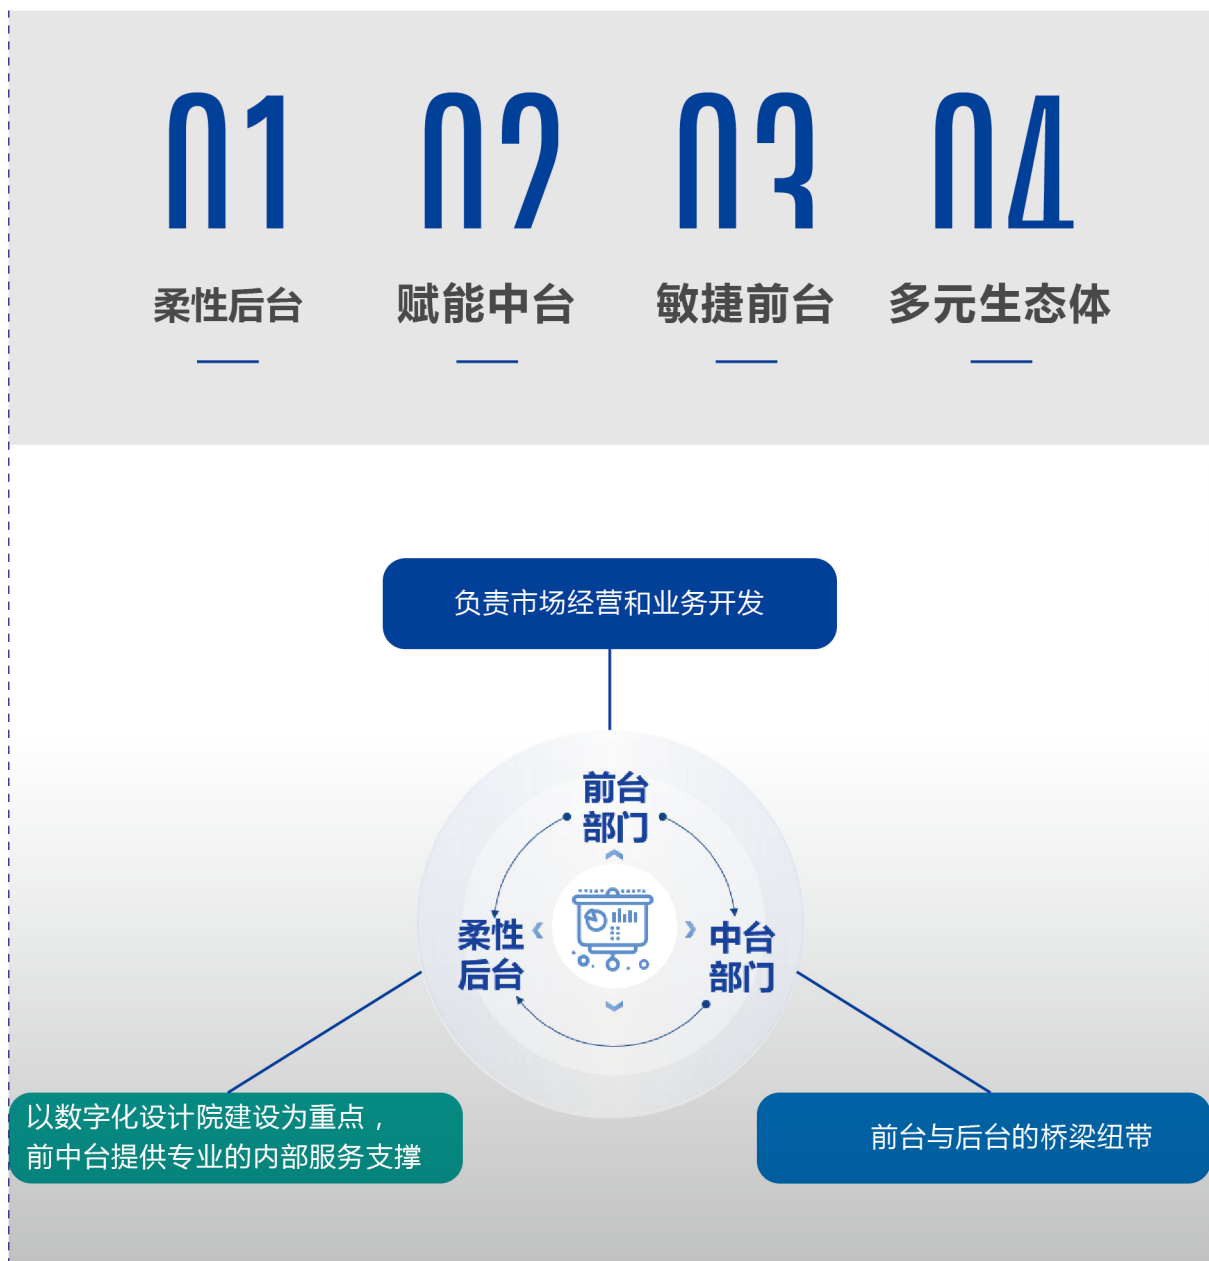 01
02
03
04
柔性后台
赋能中台
敏捷前台
多元生态体
负责市场经营和业务开发
前台
部门
柔性
后台
中台
部门
以数字化设计院建设为重点，
前中台提供专业的内部服务支撑
前台与后台的桥梁纽带